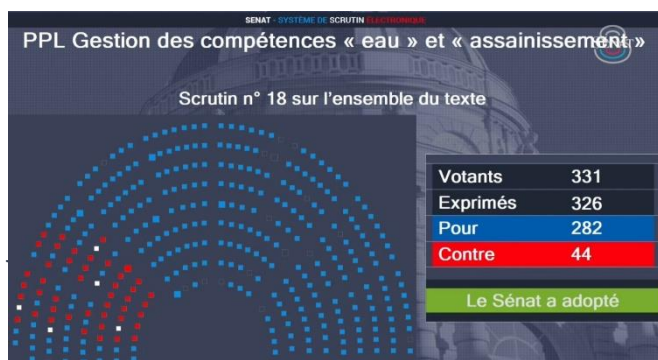 SENAT - SYSTÈME DE SCRUTIN ÉLECTRONIQUE
PPL Gestion des compétences « eau » et « assainissement »
Scrutin n° 18 sur l'ensemble du texte
Votants 331
Exprimés 326
Pour 282
Contre 44
Le Sénat a adopté